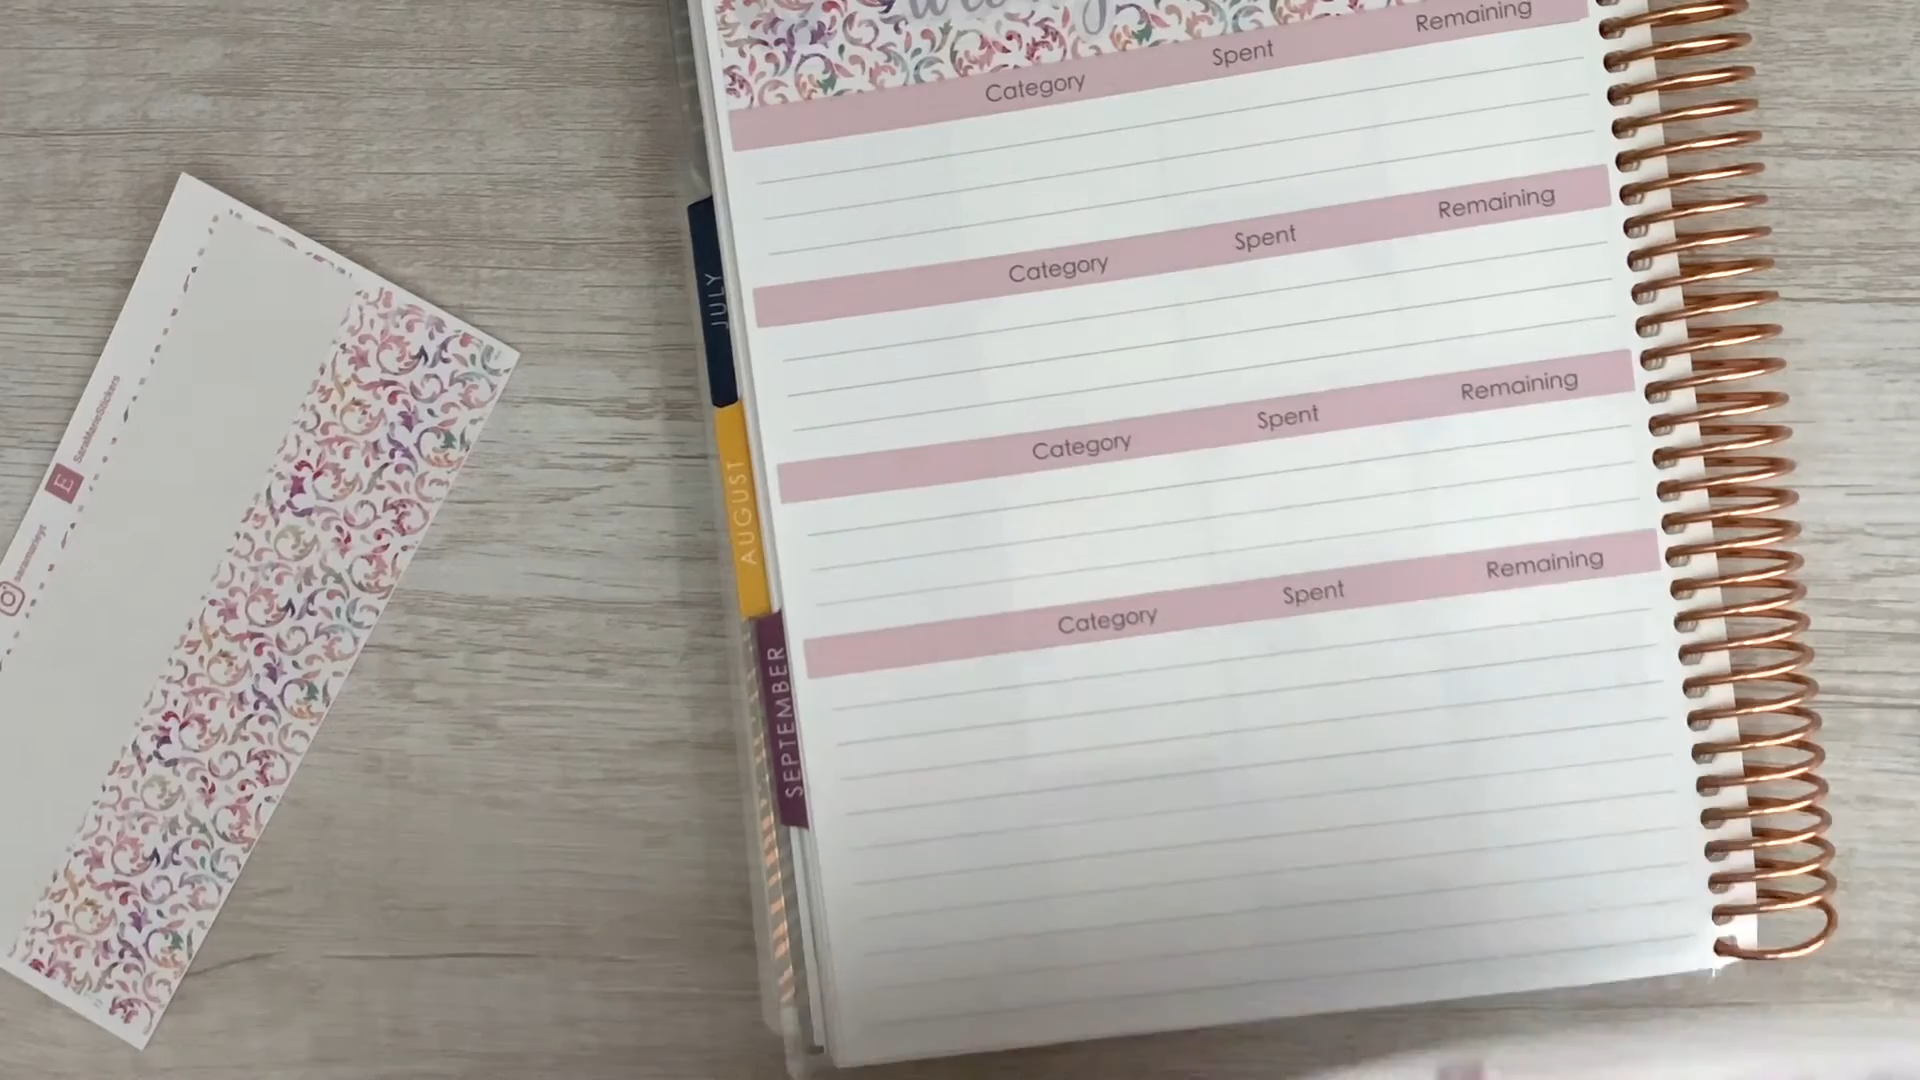 Category Spent Remaining
Category Spent Remaining
Category Spent Remaining
Category Spent Remaining
JULY
AUGUST
SEPTEMBER
E